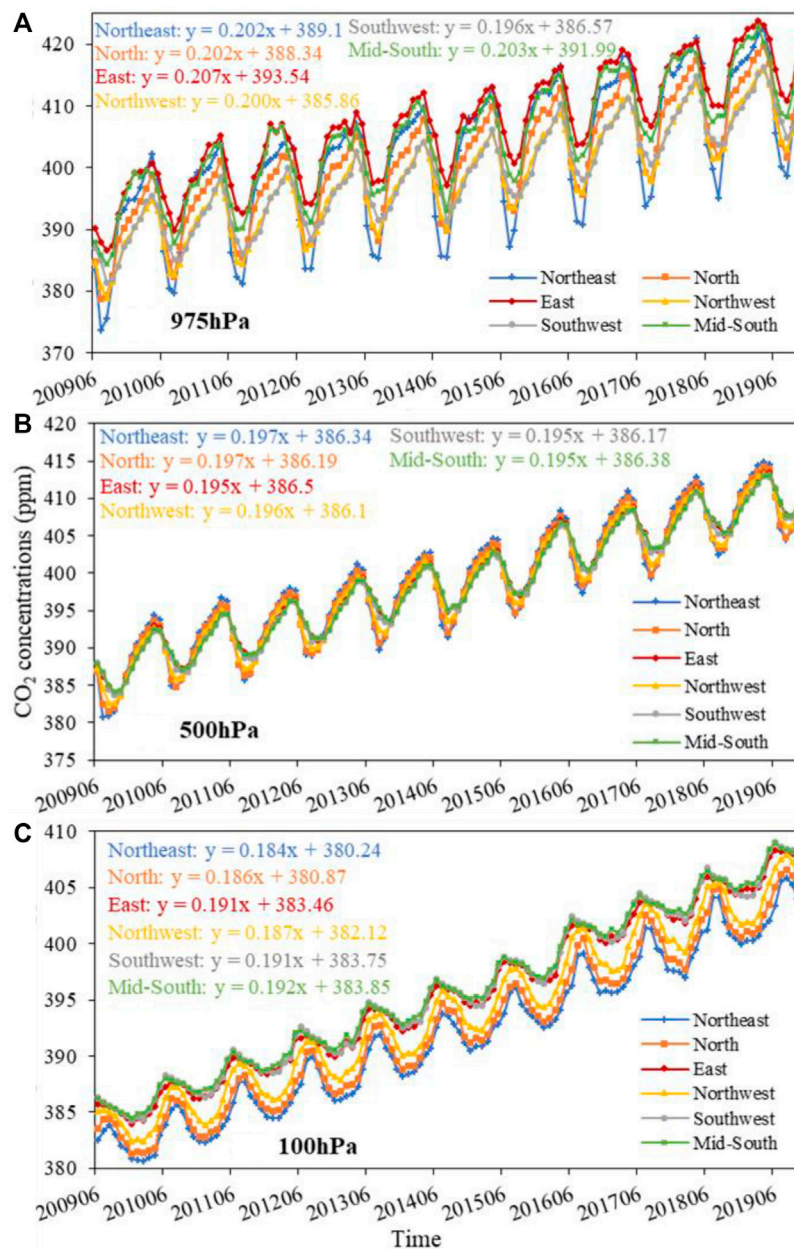 A
Northeast: y = 0.202x + 389.1
North: y = 0.202x + 388.34
East: y = 0.207x + 393.54
Northwest: y = 0.200x + 385.86
Southwest: y = 0.196x + 386.57
Mid-South: y = 0.203x + 391.99
420
410
400
390
380
370
975hPa
Northeast
North
East
Northwest
Southwest
Mid-South
200906
201006
201106
201206
201306
201406
201506
201606
201706
201806
201906
B
CO₂ concentrations (ppm)
Northeast: y = 0.197x + 386.34
North: y = 0.197x + 386.19
East: y = 0.195x + 386.5
Northwest: y = 0.196x + 386.1
Southwest: y = 0.195x + 386.17
Mid-South: y = 0.195x + 386.38
420
415
410
405
400
395
390
385
380
375
500hPa
Northeast
North
East
Northwest
Southwest
Mid-South
200906
201006
201106
201206
201306
201406
201506
201606
201706
201806
201906
C
Northeast: y = 0.184x + 380.24
North: y = 0.186x + 380.87
East: y = 0.191x + 383.46
Northwest: y = 0.187x + 382.12
Southwest: y = 0.191x + 383.75
Mid-South: y = 0.192x + 383.85
410
405
400
395
390
385
380
100hPa
Northeast
North
East
Northwest
Southwest
Mid-South
200906
201006
201106
201206
201306
201406
201506
201606
201706
201806
201906
Time